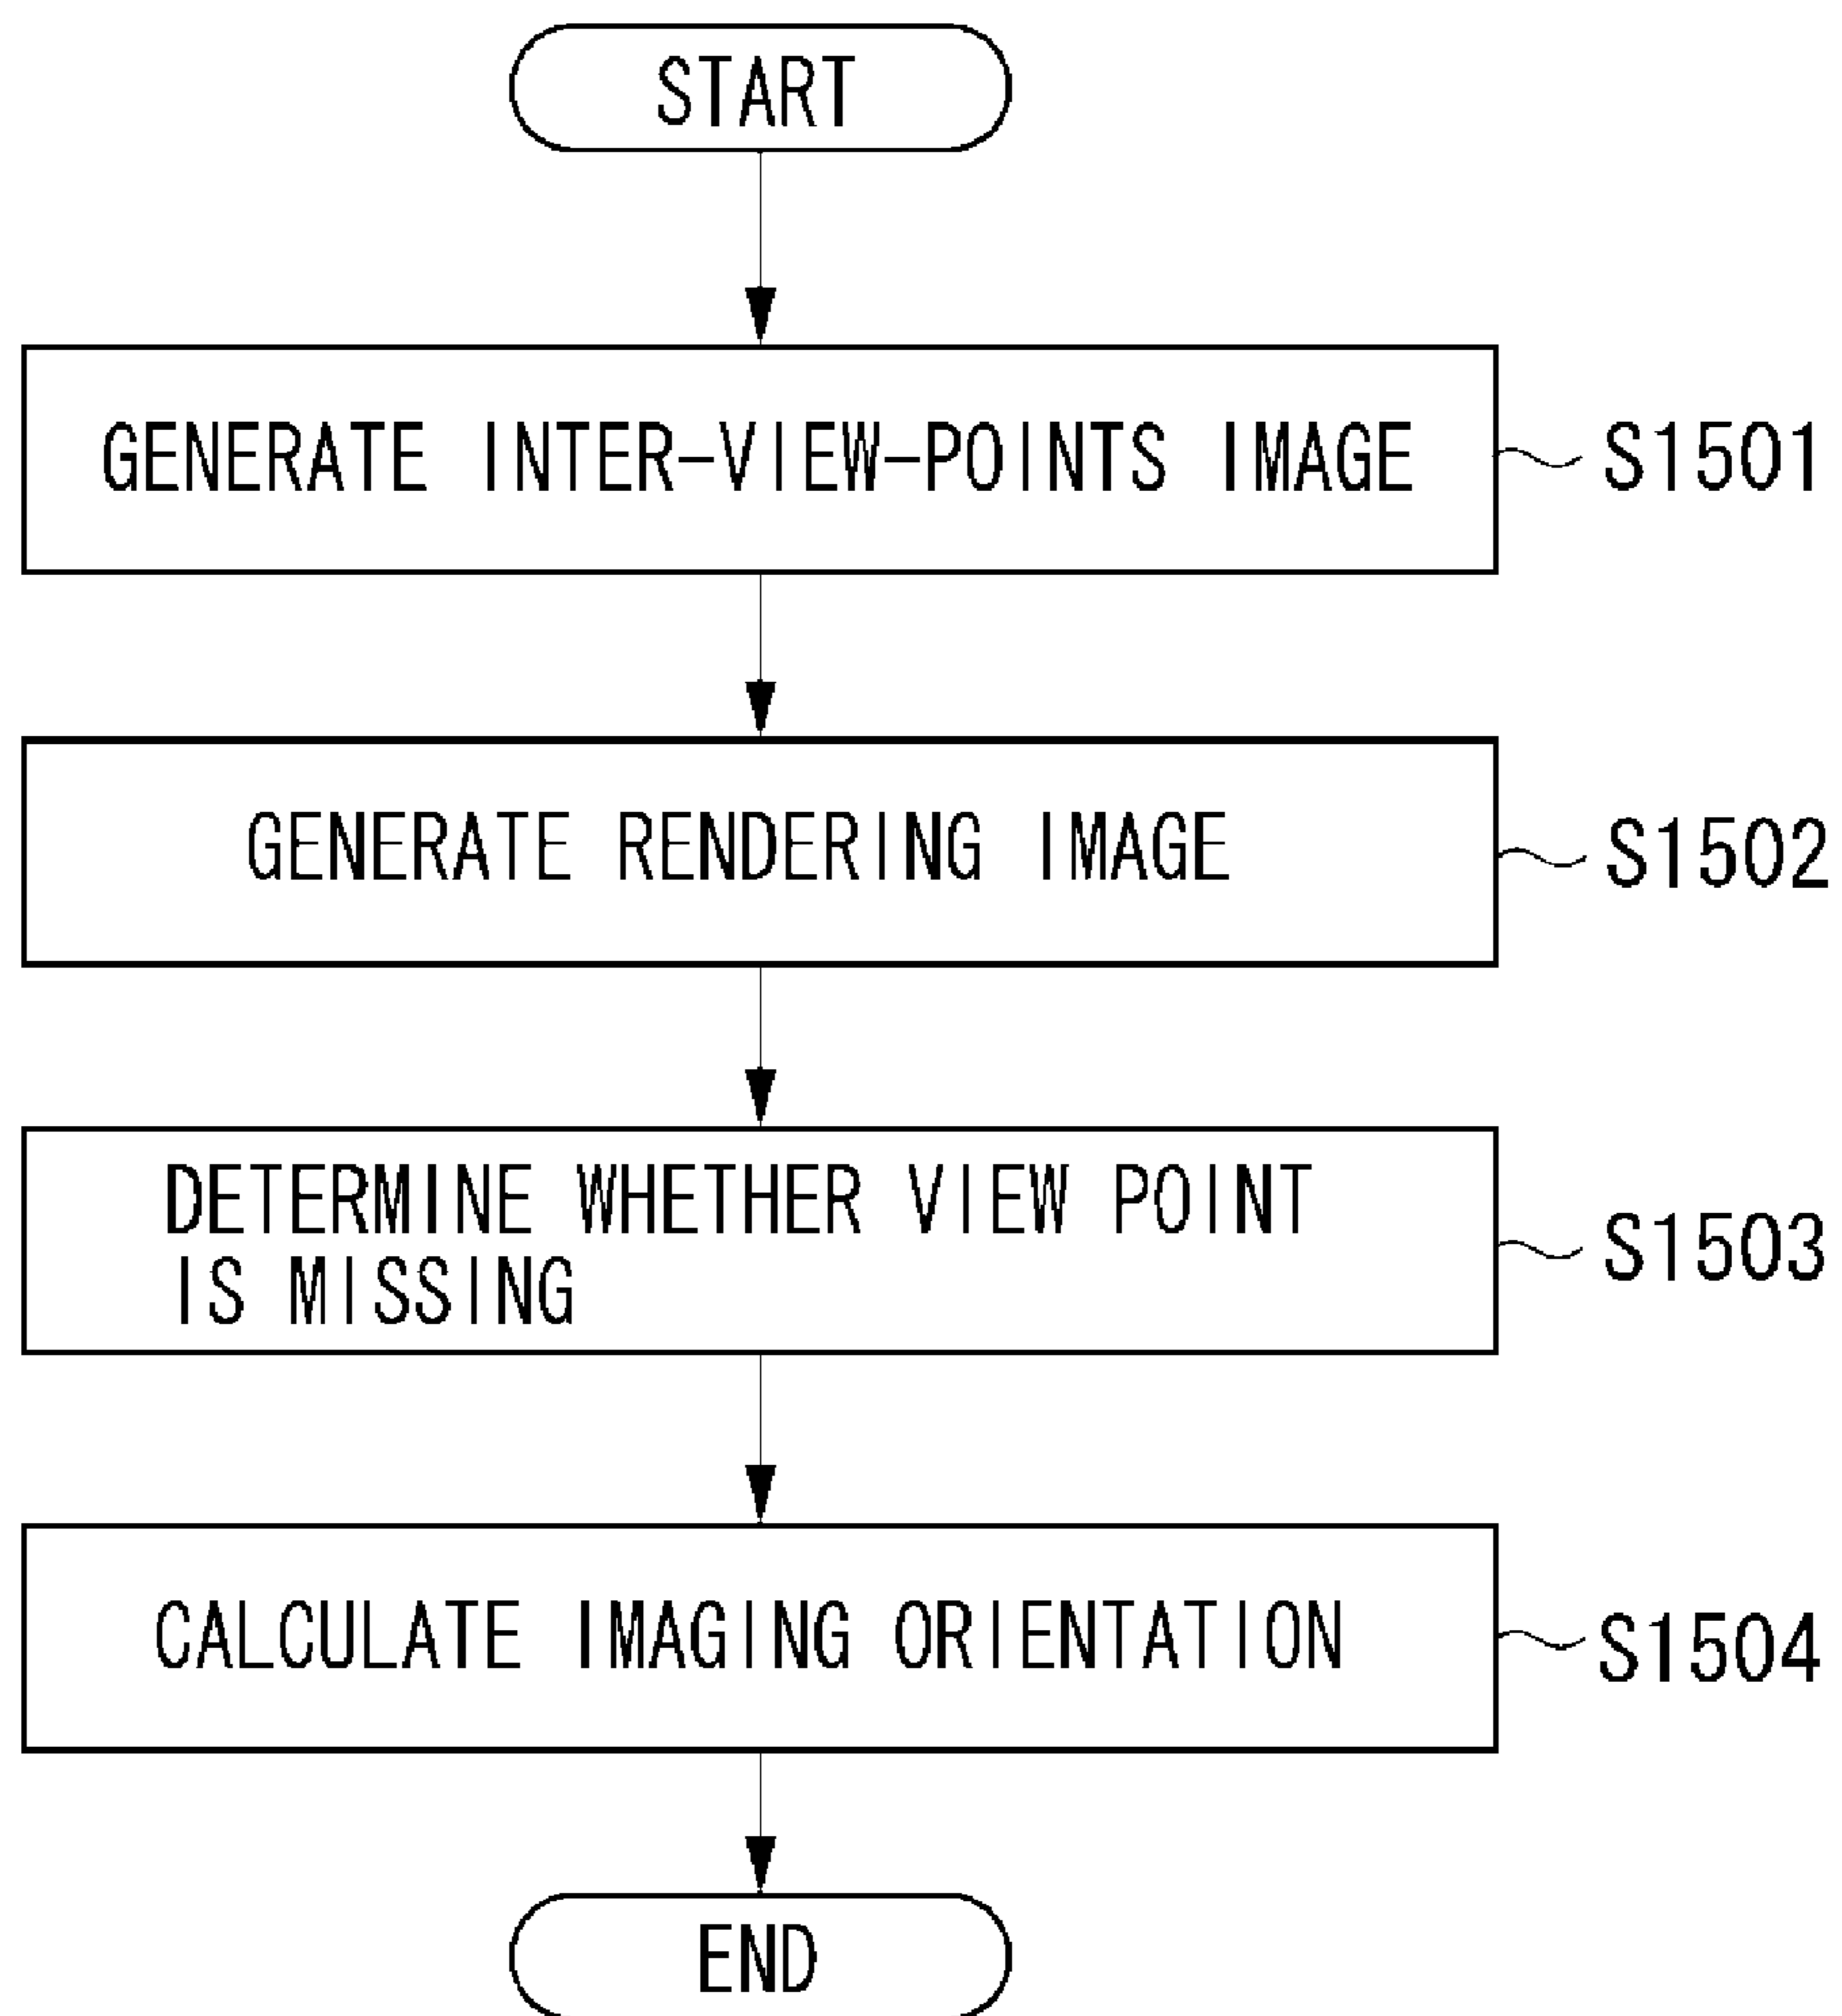 START
GENERATE INTER-VIEW-POINTS IMAGE
S1501
GENERATE RENDERING IMAGE
S1502
DETERMINE WHETHER VIEW POINT
IS MISSING
S1503
CALCULATE IMAGING ORIENTATION
S1504
END